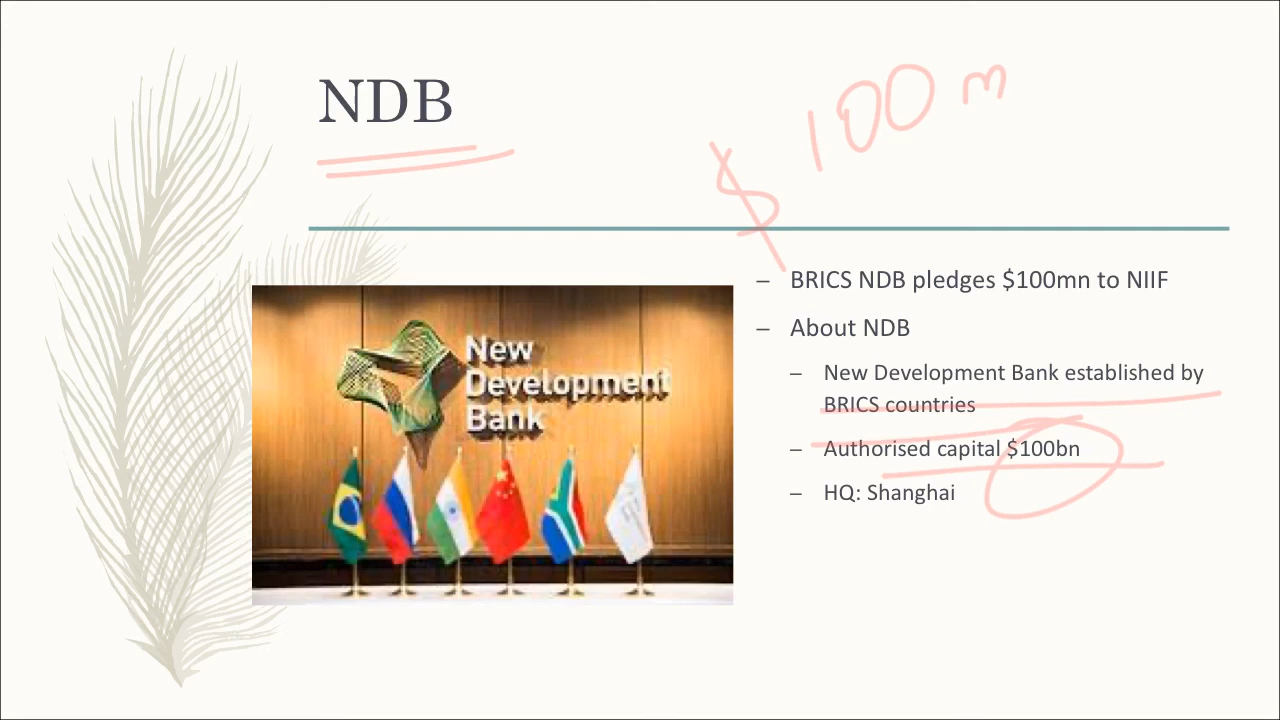 NDB
$ 100 m
– BRICS NDB pledges $100mn to NIIF
– About NDB
– New Development Bank established by
BRICS countries
– Authorised capital $100bn
– HQ: Shanghai
New
Development
Bank